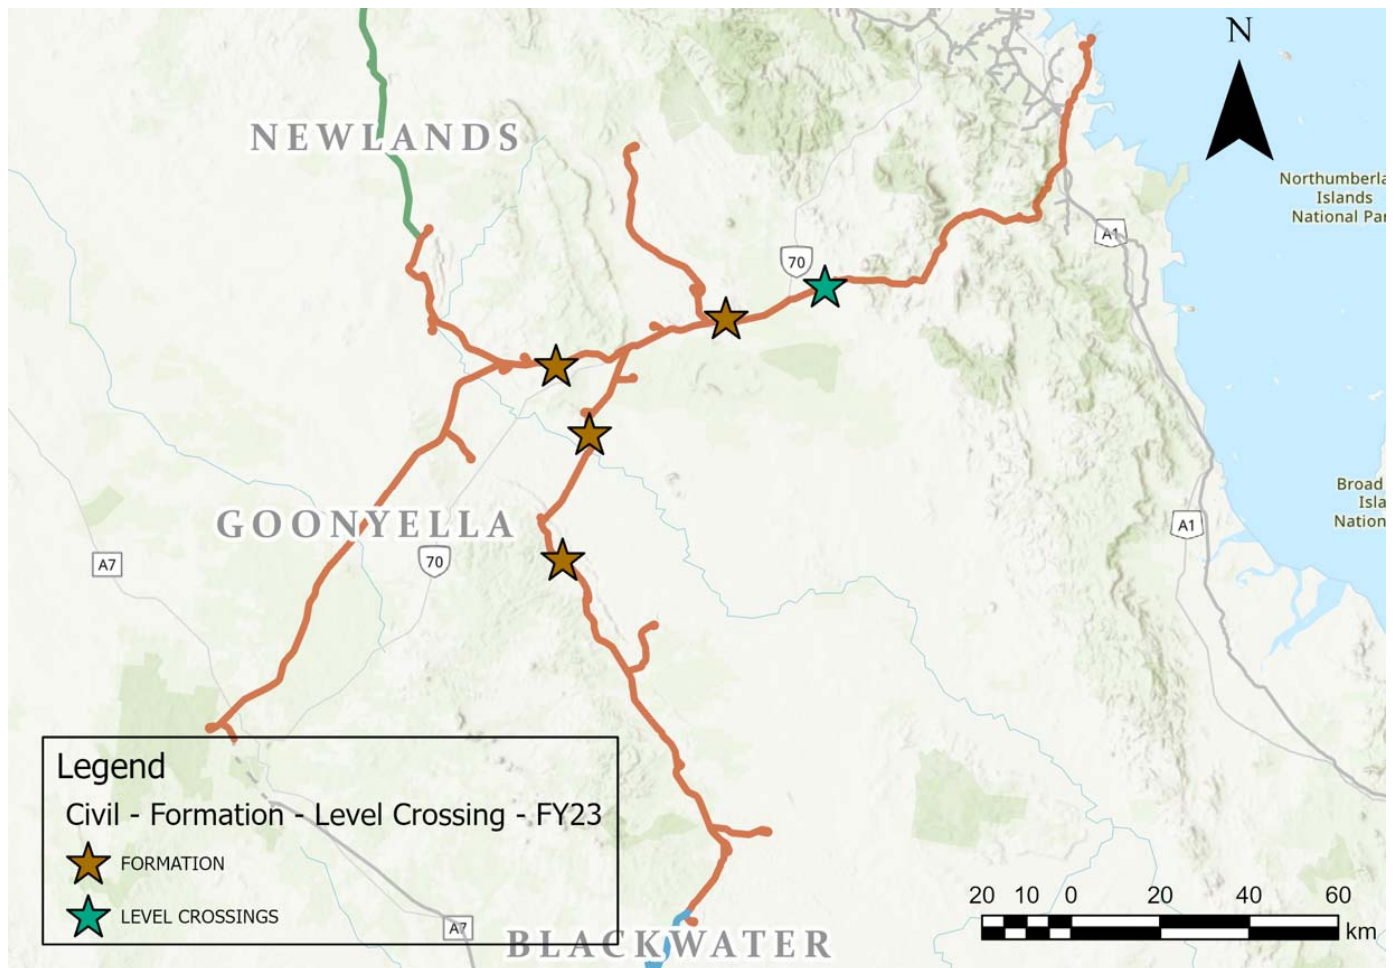 N
NEWLANDS
Northumberla
Islands
National Par
A1
70
Broad
Isla
Nation
GOONYELLA
A1
70
A7
Legend
Civil - Formation - Level Crossing - FY23
FORMATION
LEVEL CROSSINGS
A7
BLACKWATER
20 10 0 20 40 60
km